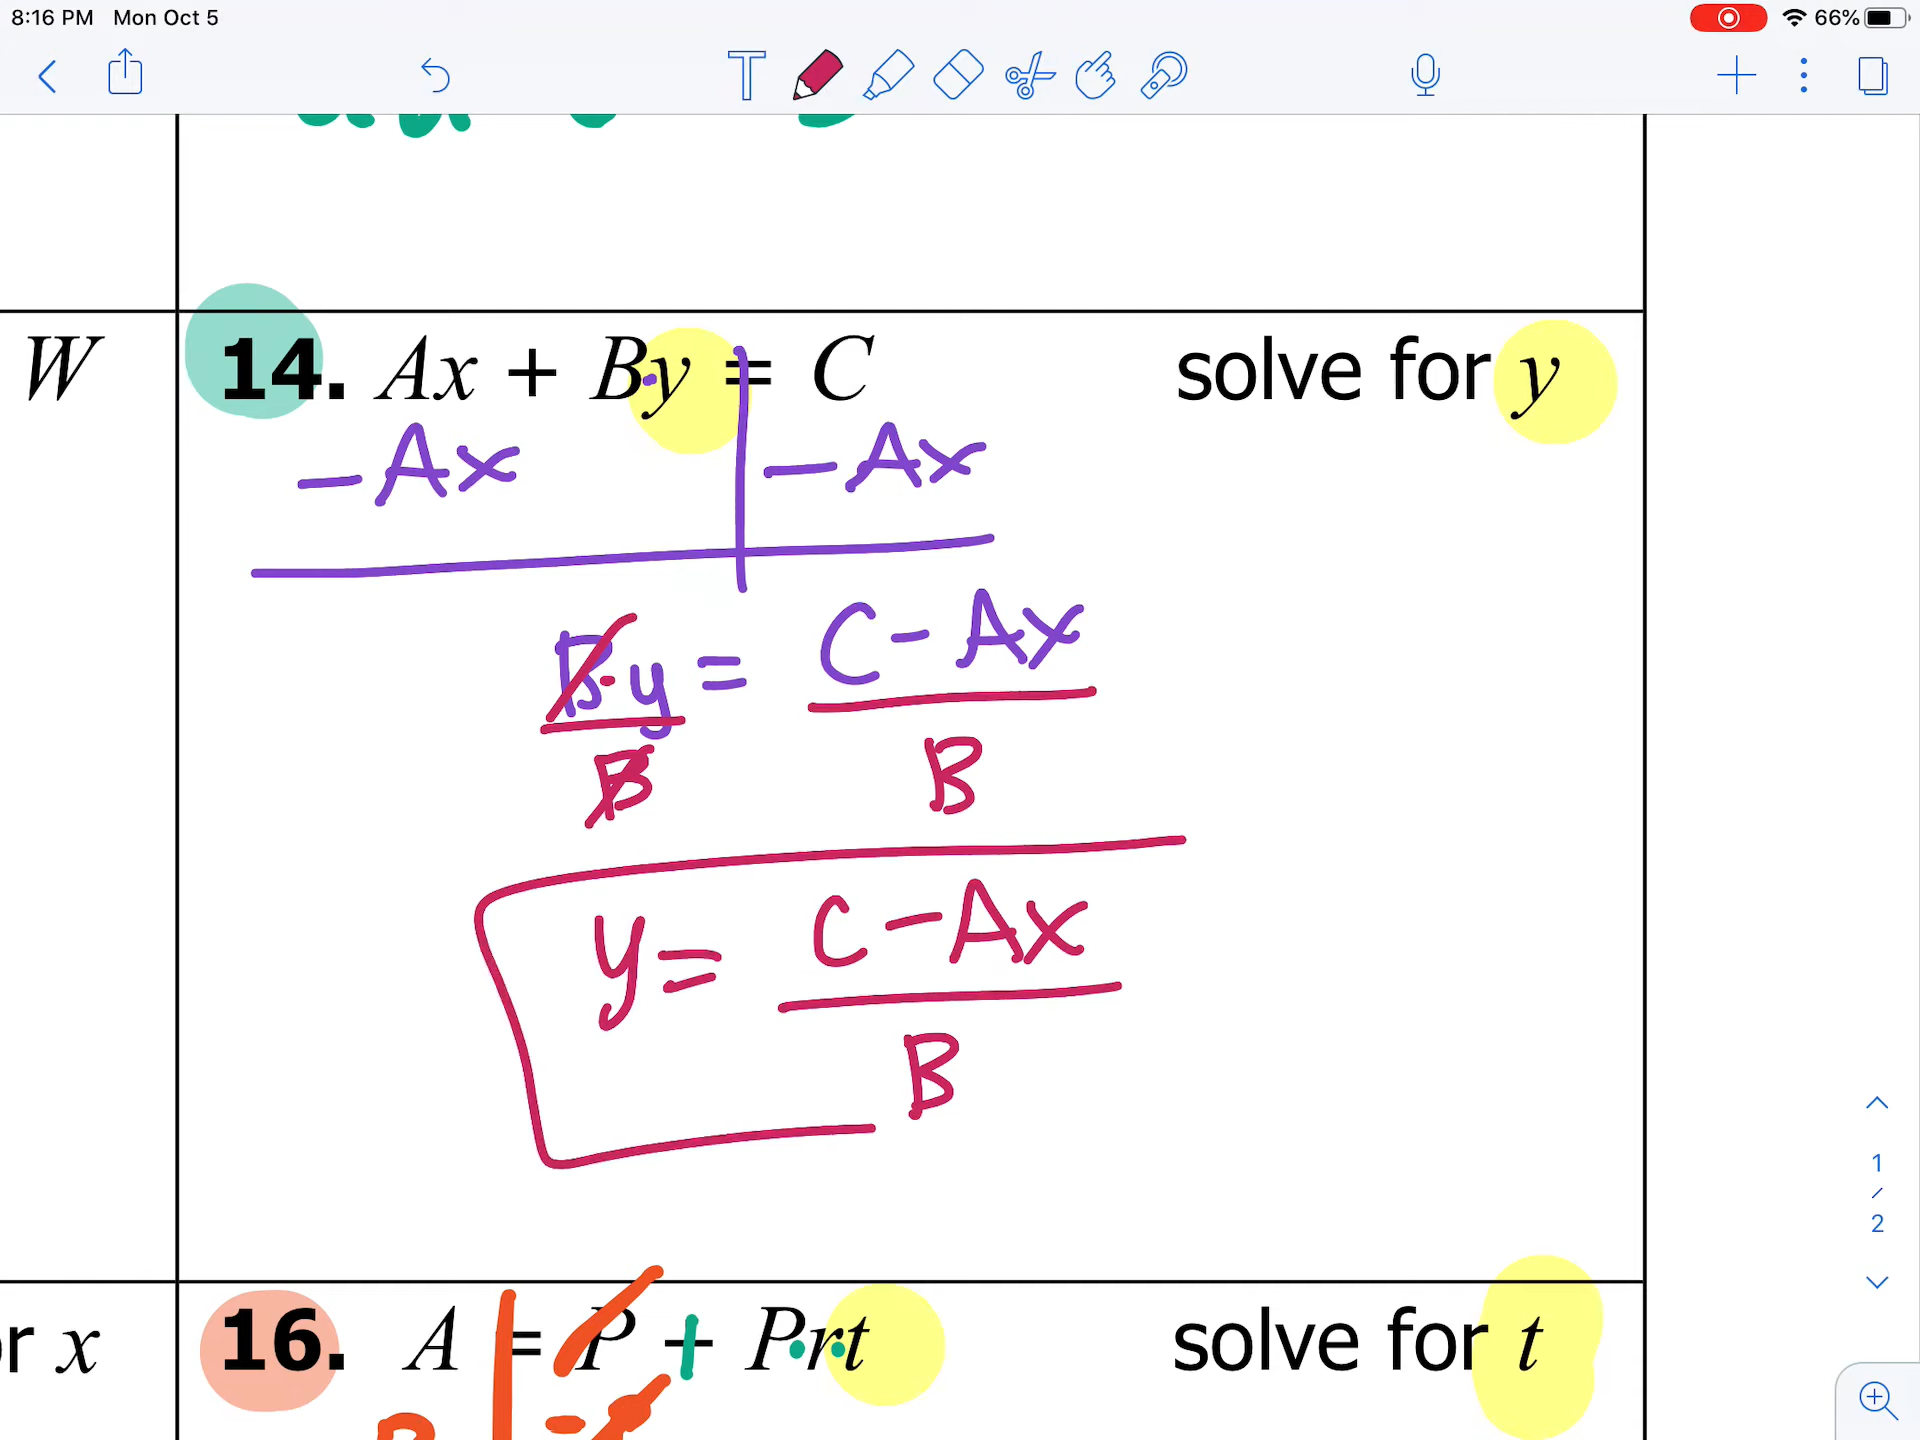 8:16 PM Mon Oct 5 66%
T
W
14. Ax + By = C solve for y
−Ax −Ax
B·y = C − Ax
B B
y = C − Ax
B
1
/
2
r x
16. A = P + Prt solve for t